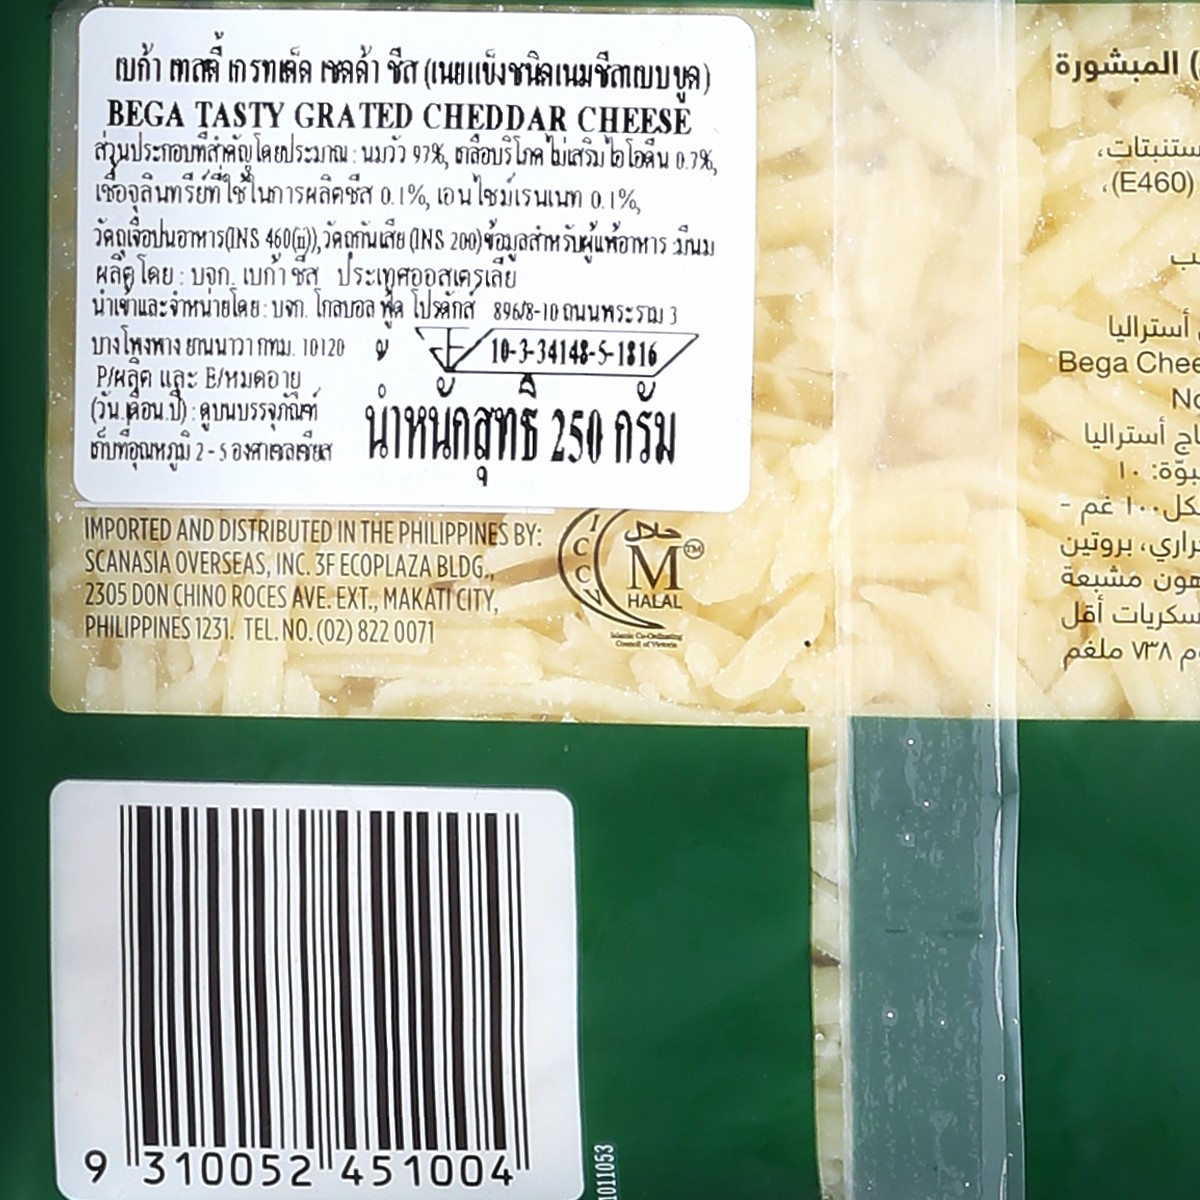 เบก้า เทสตี้ เกรทเต็ด เชดด้า ชีส (เนยแข็งชนิดเนมชีสแบบขูด)
BEGA TASTY GRATED CHEDDAR CHEESE
ส่วนประกอบที่สำคัญโดยประมาณ : นมวัว 97%, เกลือบริโภคไม่เสริมไอโอดีน 0.7%,
เชื้อจุลินทรีย์ที่ใช้ในการผลิตชีส 0.1%, เอนไซม์เรนเนท 0.1%,
วัตถุเจือปนอาหาร(INS 460(ii)),วัตถุกันเสีย (INS 200)ข้อมูลสำหรับผู้แพ้อาหาร :มีนม
ผลิตโดย : บจก. เบก้า ชีส ประเทศออสเตรเลีย
นำเข้าและจำหน่ายโดย : บจก. โกลบอล ฟู้ด โปรดักส์ 896/8-10 ถนนพระราม 3
บางโพงพาง ยานนาวา กทม. 10120
10-3-34148-5-1816
P/ผลิต และ E/หมดอายุ
(วัน.เดือน.ปี) : ดูบนบรรจุภัณฑ์
เก็บที่อุณหภูมิ 2 - 5 องศาเซลเซียส
น้ำหนักสุทธิ 250 กรัม
IMPORTED AND DISTRIBUTED IN THE PHILIPPINES BY:
SCANASIA OVERSEAS, INC. 3F ECOPLAZA BLDG.,
2305 DON CHINO ROCES AVE. EXT., MAKATI CITY,
PHILIPPINES 1231. TEL. NO. (02) 822 0071
ICCV
حلال
M™
HALAL
Islamic Co-Ordinating
Council of Victoria
المبشورة (
(E460)،
أستراليا
Bega Chee
No
أستراليا
١٠
١٠٠ غم -
بروتين
مشبعة
سكريات أقل
٧٣٨ ملغم
9 310052 451004
1011053